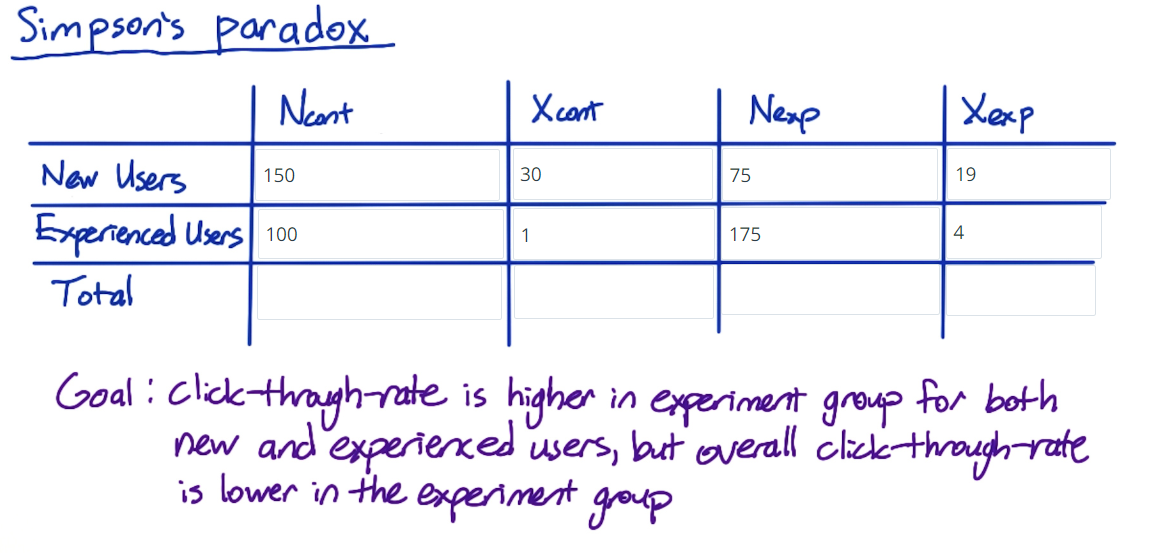 Simpson's paradox
Ncont Xcont Nexp Xexp
New Users 150 30 75 19
Experienced Users 100 1 175 4
Total
Goal: click-through-rate is higher in experiment group for both
new and experienced users, but overall click-through-rate
is lower in the experiment group